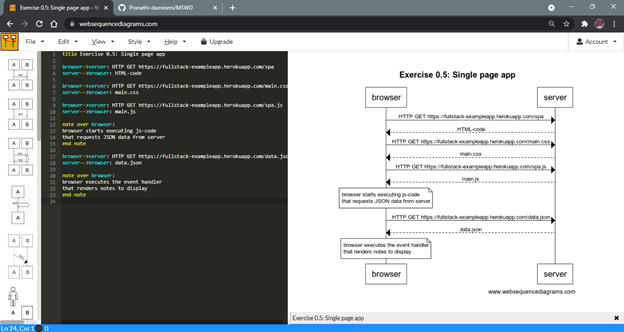 Exercise 0.5: Single page app -
Pranathi-damineni/MSWD
websequencediagrams.com
File
Edit
View
Style
Help
Upgrade
Account
A B
A B
A B
A B
A B
A B
A
A
A B
A B
A B
1 title Exercise 0.5: Single page app
2
3 browser->server: HTTP GET https://fullstack-exampleapp.herokuapp.com/spa
4 server-->browser: HTML-code
5
6 browser->server: HTTP GET https://fullstack-exampleapp.herokuapp.com/main.css
7 server-->browser: main.css
8
9 browser->server: HTTP GET https://fullstack-exampleapp.herokuapp.com/spa.js
10 server-->browser: main.js
11
12 note over browser:
13 browser starts executing js-code
14 that requests JSON data from server
15 end note
16
17 browser->server: HTTP GET https://fullstack-exampleapp.herokuapp.com/data.jso
18 server-->browser: data.json
19
20 note over browser:
21 browser executes the event handler
22 that renders notes to display
23 end note
24
Exercise 0.5: Single page app
browser server
HTTP GET https://fullstack-exampleapp.herokuapp.com/spa
HTML-code
HTTP GET https://fullstack-exampleapp.herokuapp.com/main.css
main.css
HTTP GET https://fullstack-exampleapp.herokuapp.com/spa.js
main.js
browser starts executing js-code
that requests JSON data from server
HTTP GET https://fullstack-exampleapp.herokuapp.com/data.json
data.json
browser executes the event handler
that renders notes to display
browser server
www.websequencediagrams.com
Exercise 0.5: Single page app
Ln 24, Col 1 0